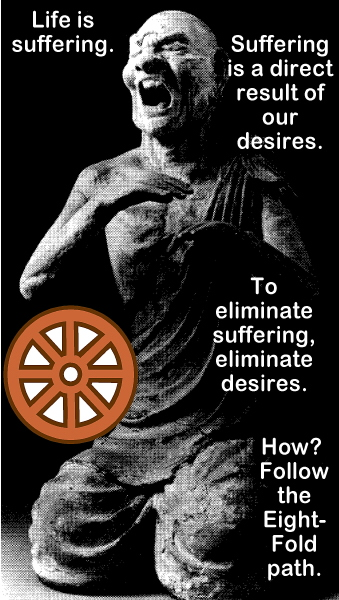 Life is
suffering.
Suffering
is a direct
result of
our
desires.
To
eliminate
suffering,
eliminate
desires.
How?
Follow
the
Eight-
Fold
path.